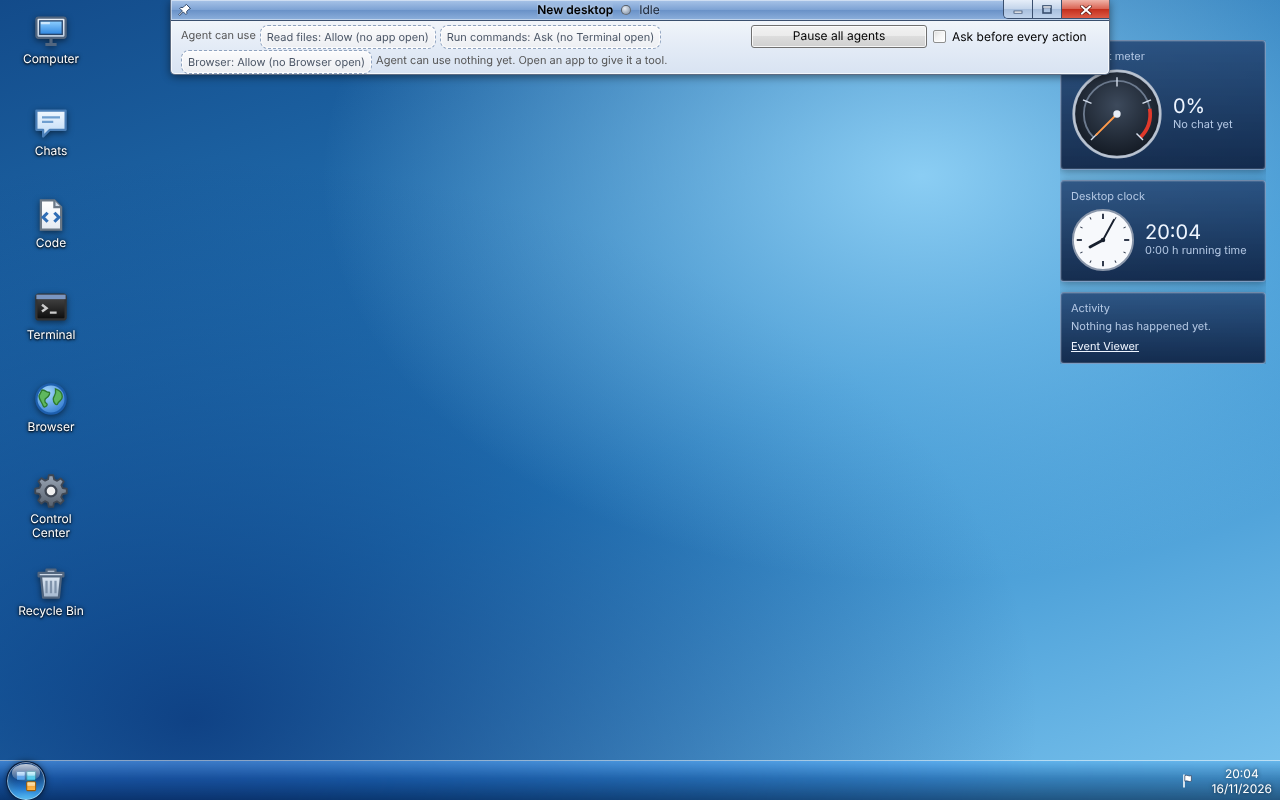 New desktop Idle
Agent can use Read files: Allow (no app open) Run commands: Ask (no Terminal open)
Browser: Allow (no Browser open) Agent can use nothing yet. Open an app to give it a tool.
Pause all agents Ask before every action
Computer
Chats
Code
Terminal
Browser
Control
Center
Recycle Bin
meter
0%
No chat yet
Desktop clock
20:04
0:00 h running time
Activity
Nothing has happened yet.
Event Viewer
20:04
16/11/2026